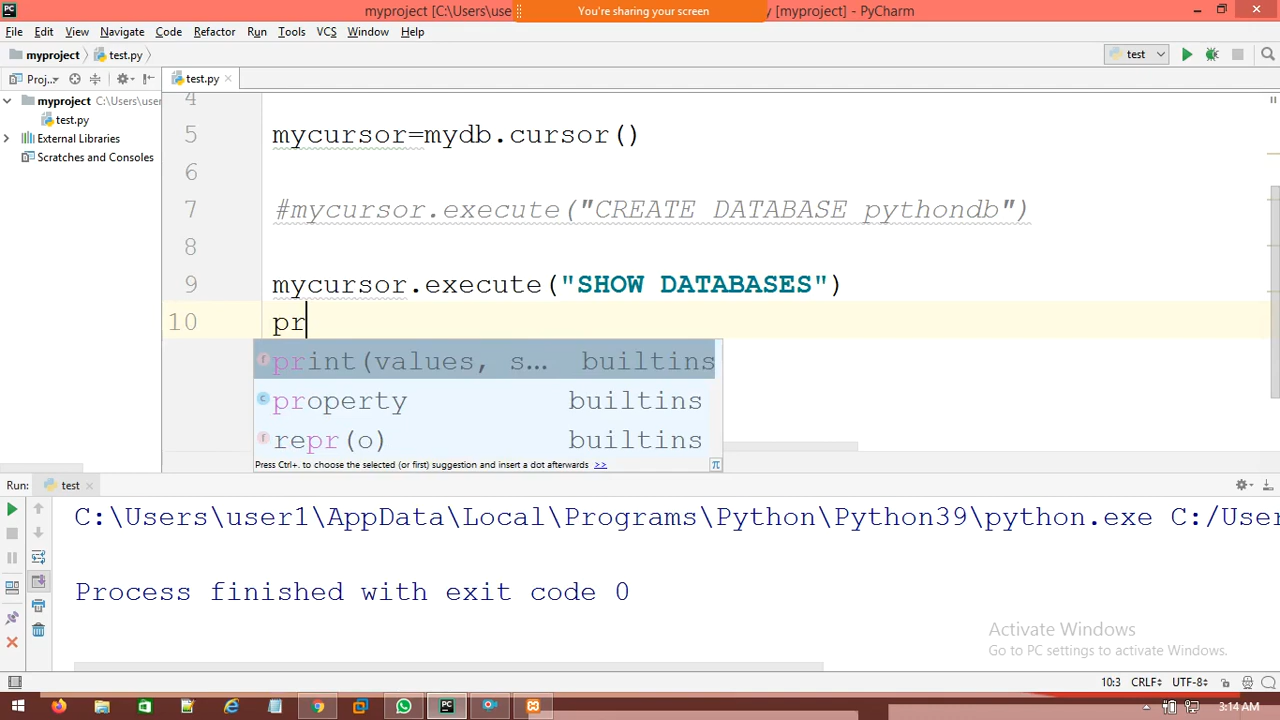 myproject [C:\Users\use
You're sharing your screen
y [myproject] - PyCharm
File Edit View Navigate Code Refactor Run Tools VCS Window Help
myproject test.py test
Proj... test.py
4
myproject C:\Users\user
test.py
External Libraries
Scratches and Consoles
5 mycursor=mydb.cursor()
6
7 #mycursor.execute("CREATE DATABASE pythondb")
8
9 mycursor.execute("SHOW DATABASES")
10 pr
print(values, s... builtins
property builtins
repr(o) builtins
Press Ctrl+. to choose the selected (or first) suggestion and insert a dot afterwards >> π
Run: test
C:\Users\user1\AppData\Local\Programs\Python\Python39\python.exe C:/User
Process finished with exit code 0
Activate Windows
Go to PC settings to activate Windows.
10:3 CRLF UTF-8
3:14 AM